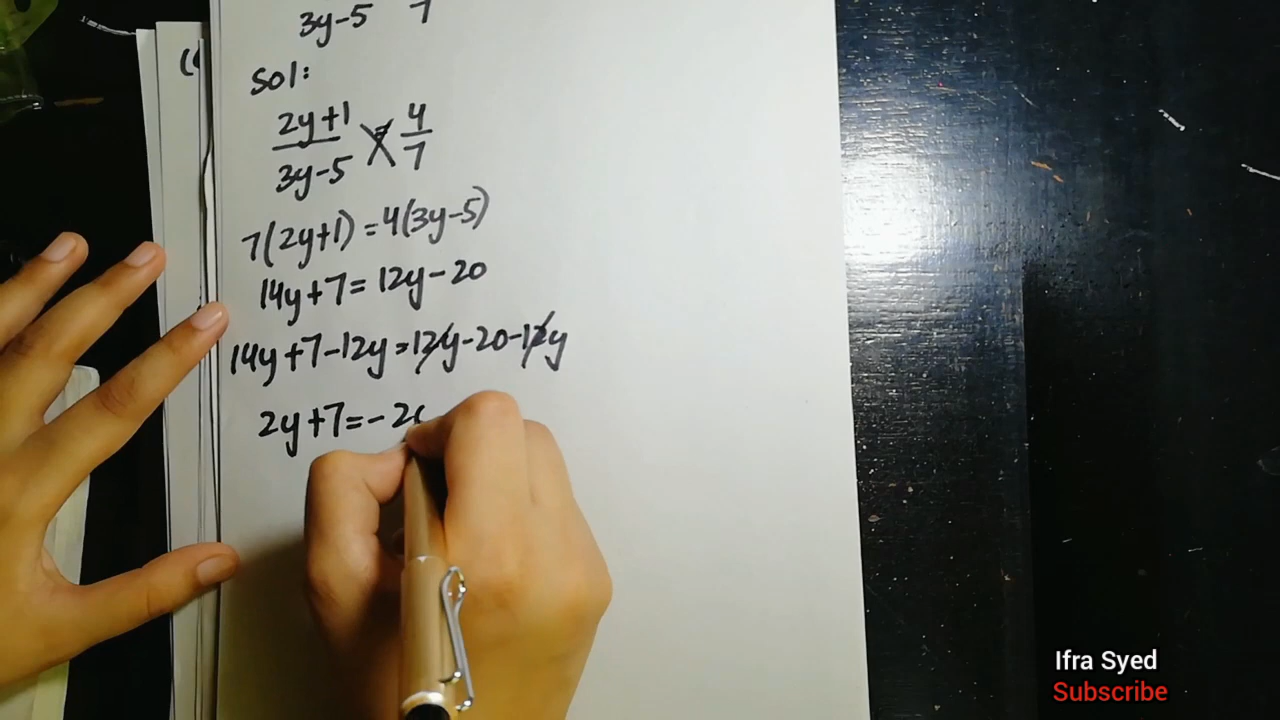 3y-5 7
Sol:
2y+1 = 4
3y-5 7
7(2y+1) = 4(3y-5)
14y+7 = 12y-20
14y+7-12y = 12y-20-12y
2y+7=-20
Ifra Syed
Subscribe